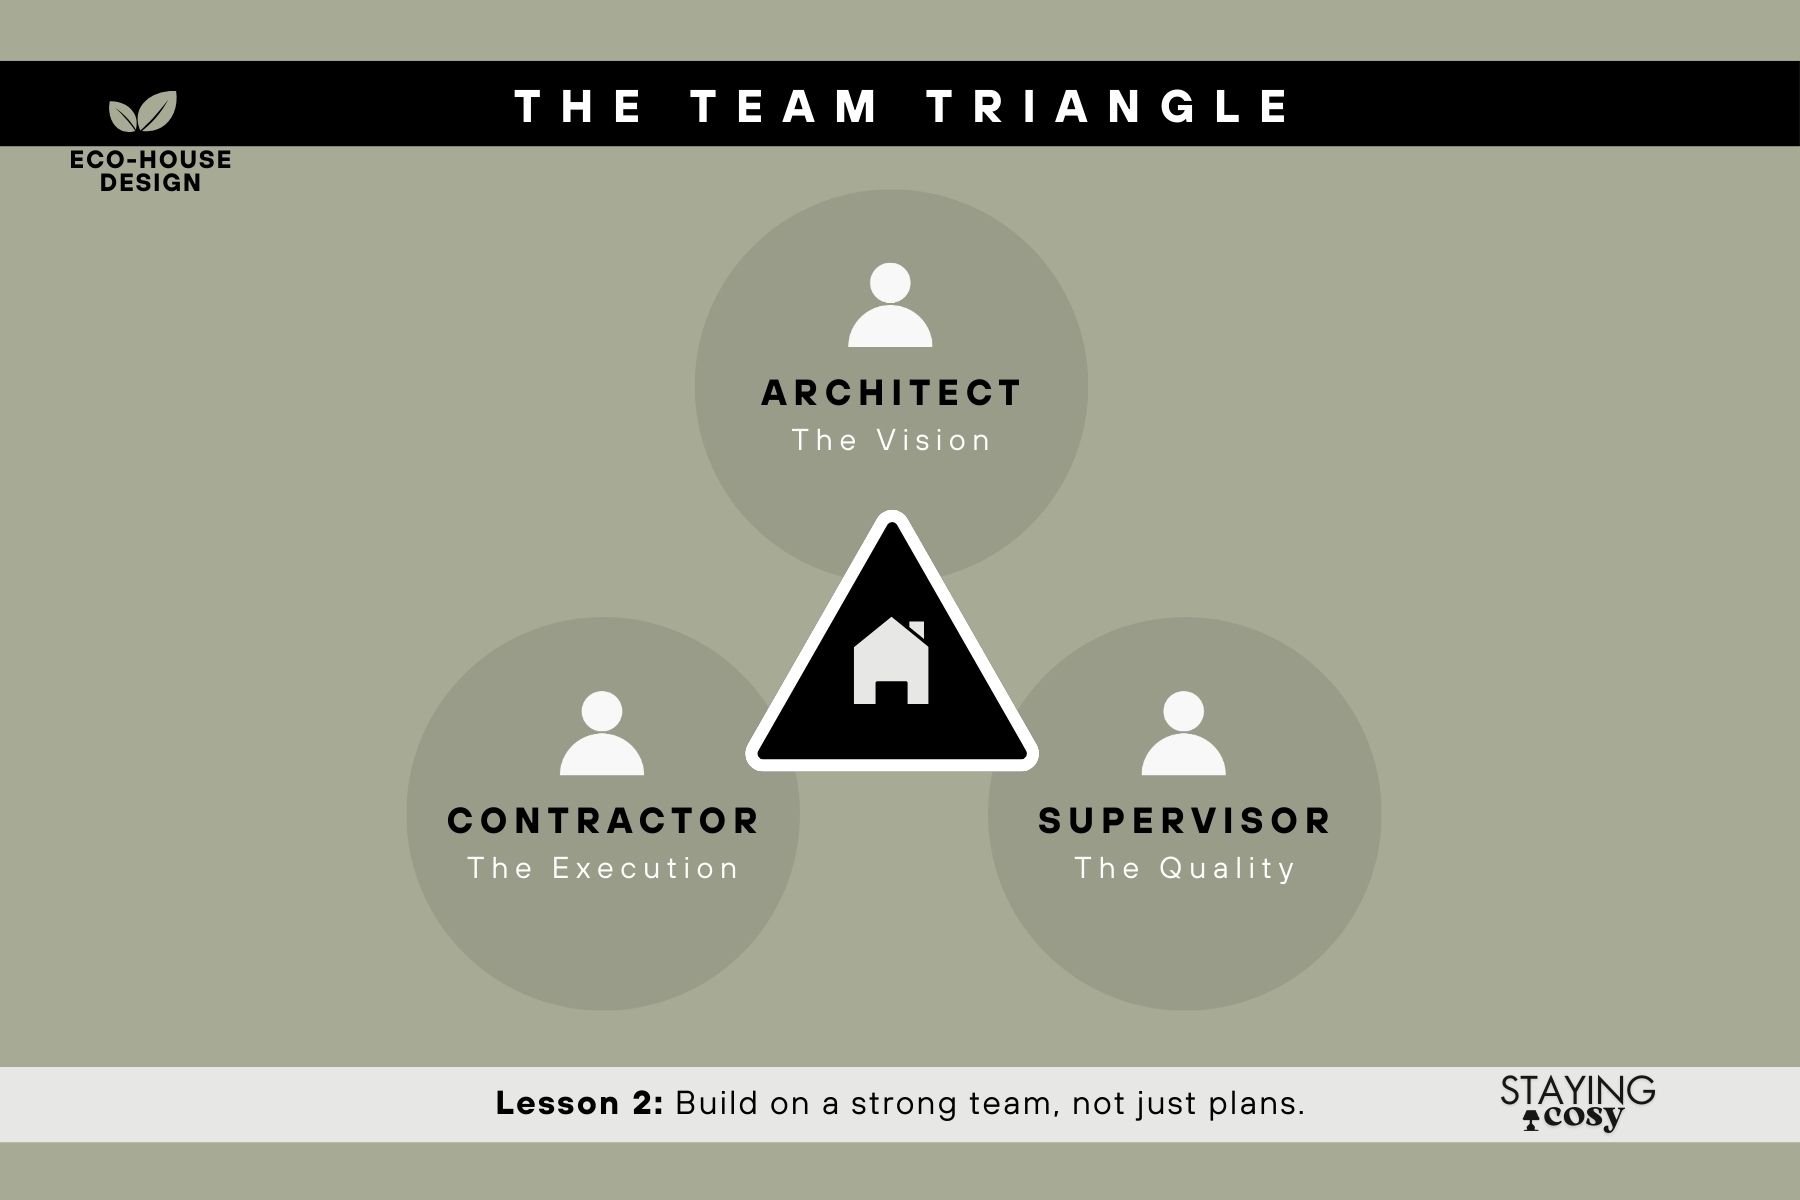 THE TEAM TRIANGLE
ECO-HOUSE
DESIGN
ARCHITECT
The Vision
CONTRACTOR
The Execution
SUPERVISOR
The Quality
Lesson 2: Build on a strong team, not just plans.
STAYING
cosy